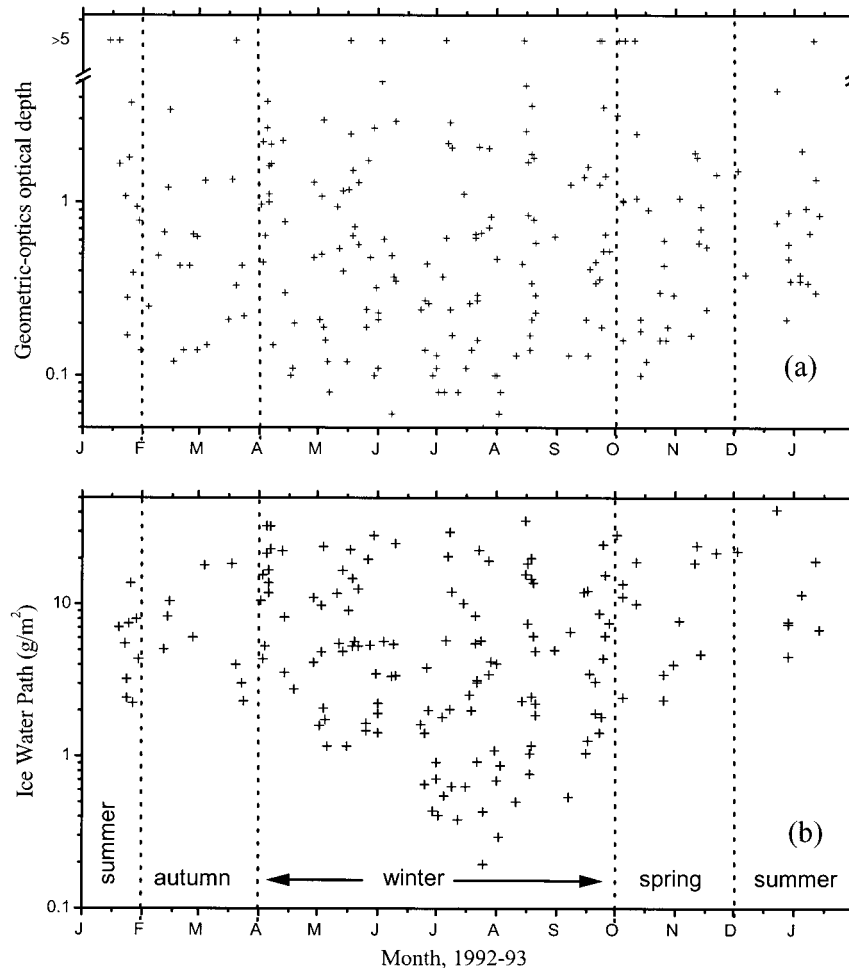 >5
1
0.1
Geometric-optics optical depth
(a)
J F M A M J J A S O N D J
10
1
0.1
Ice Water Path (g/m²)
(b)
summer autumn winter spring summer
J F M A M J J A S O N D J
Month, 1992-93